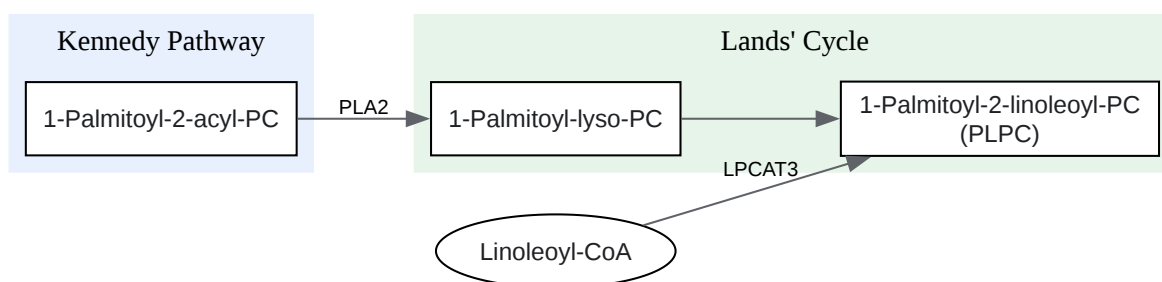 Kennedy Pathway
Lands' Cycle
1-Palmitoyl-2-acyl-PC
PLA2
1-Palmitoyl-lyso-PC
1-Palmitoyl-2-linoleoyl-PC
(PLPC)
LPCAT3
Linoleoyl-CoA